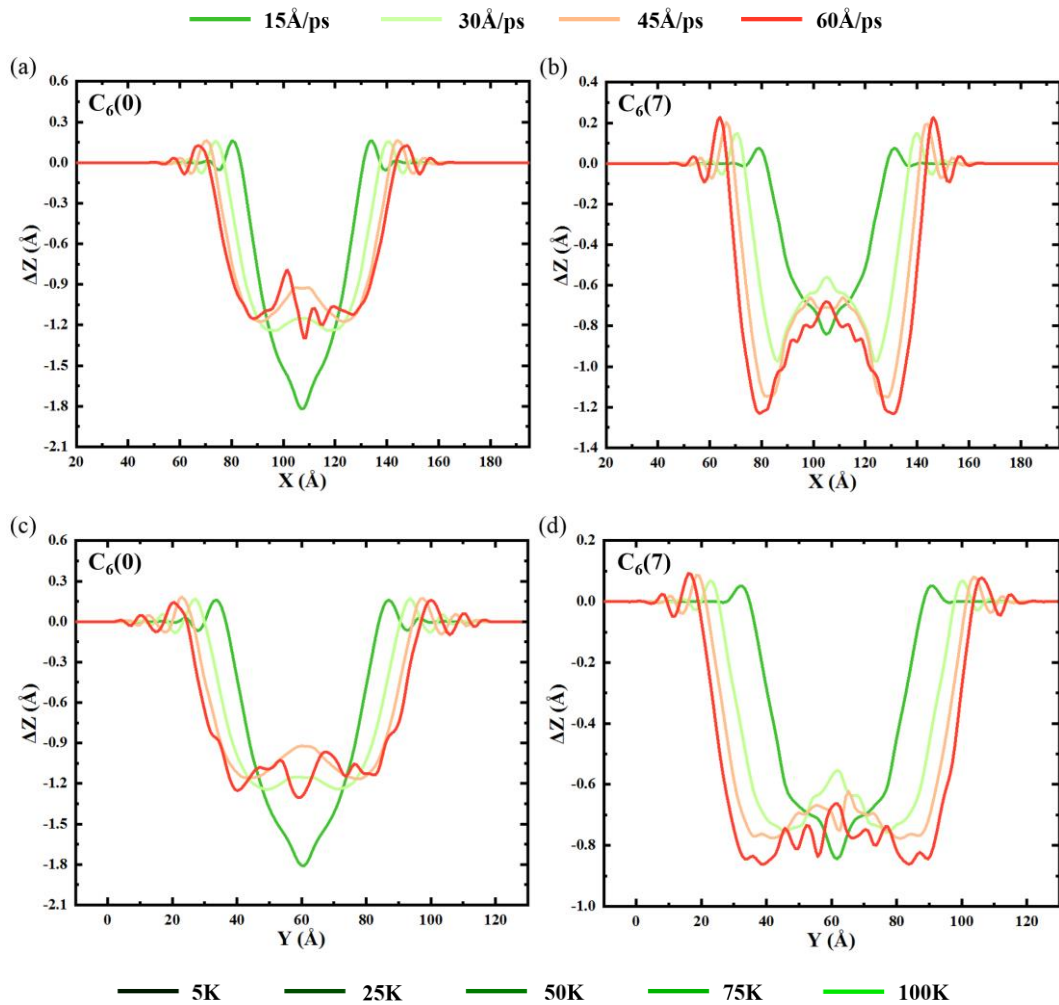 15Å/ps 30Å/ps 45Å/ps 60Å/ps
(a) (b)
0.6 0.4
C₆(0) C₆(7)
0.3 0.2
0.0 0.0
-0.3 -0.2
-0.6 -0.4
-0.9 -0.6
-1.2 -0.8
-1.5 -1.0
-1.8 -1.2
-2.1 -1.4
ΔZ (Å) ΔZ (Å)
20 40 60 80 100 120 140 160 180 20 40 60 80 100 120 140 160 180
X (Å) X (Å)
(c) (d)
0.6 0.2
C₆(0) C₆(7)
0.3 0.0
0.0 -0.2
-0.3 -0.4
-0.6 -0.6
-0.9 -0.8
-1.2 -1.0
-1.5
-1.8
-2.1
ΔZ (Å) ΔZ (Å)
0 20 40 60 80 100 120 0 20 40 60 80 100 120
Y (Å) Y (Å)
5K 25K 50K 75K 100K